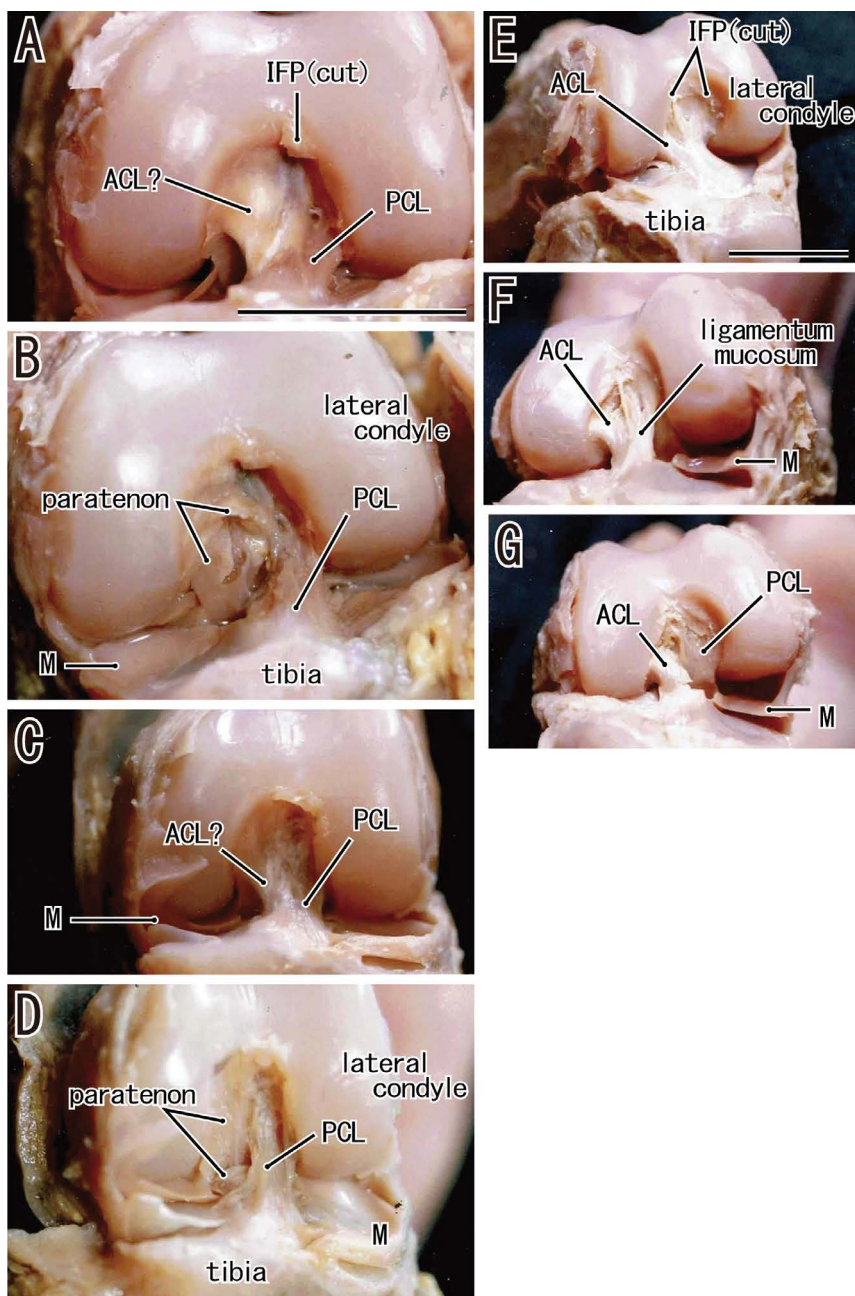 A
IFP(cut)
ACL?
PCL
B
lateral
condyle
paratenon
PCL
M
tibia
C
ACL?
PCL
M
D
lateral
condyle
paratenon
PCL
M
tibia
E
IFP(cut)
ACL
lateral
condyle
tibia
F
ACL
ligamentum
mucosum
M
G
ACL
PCL
M